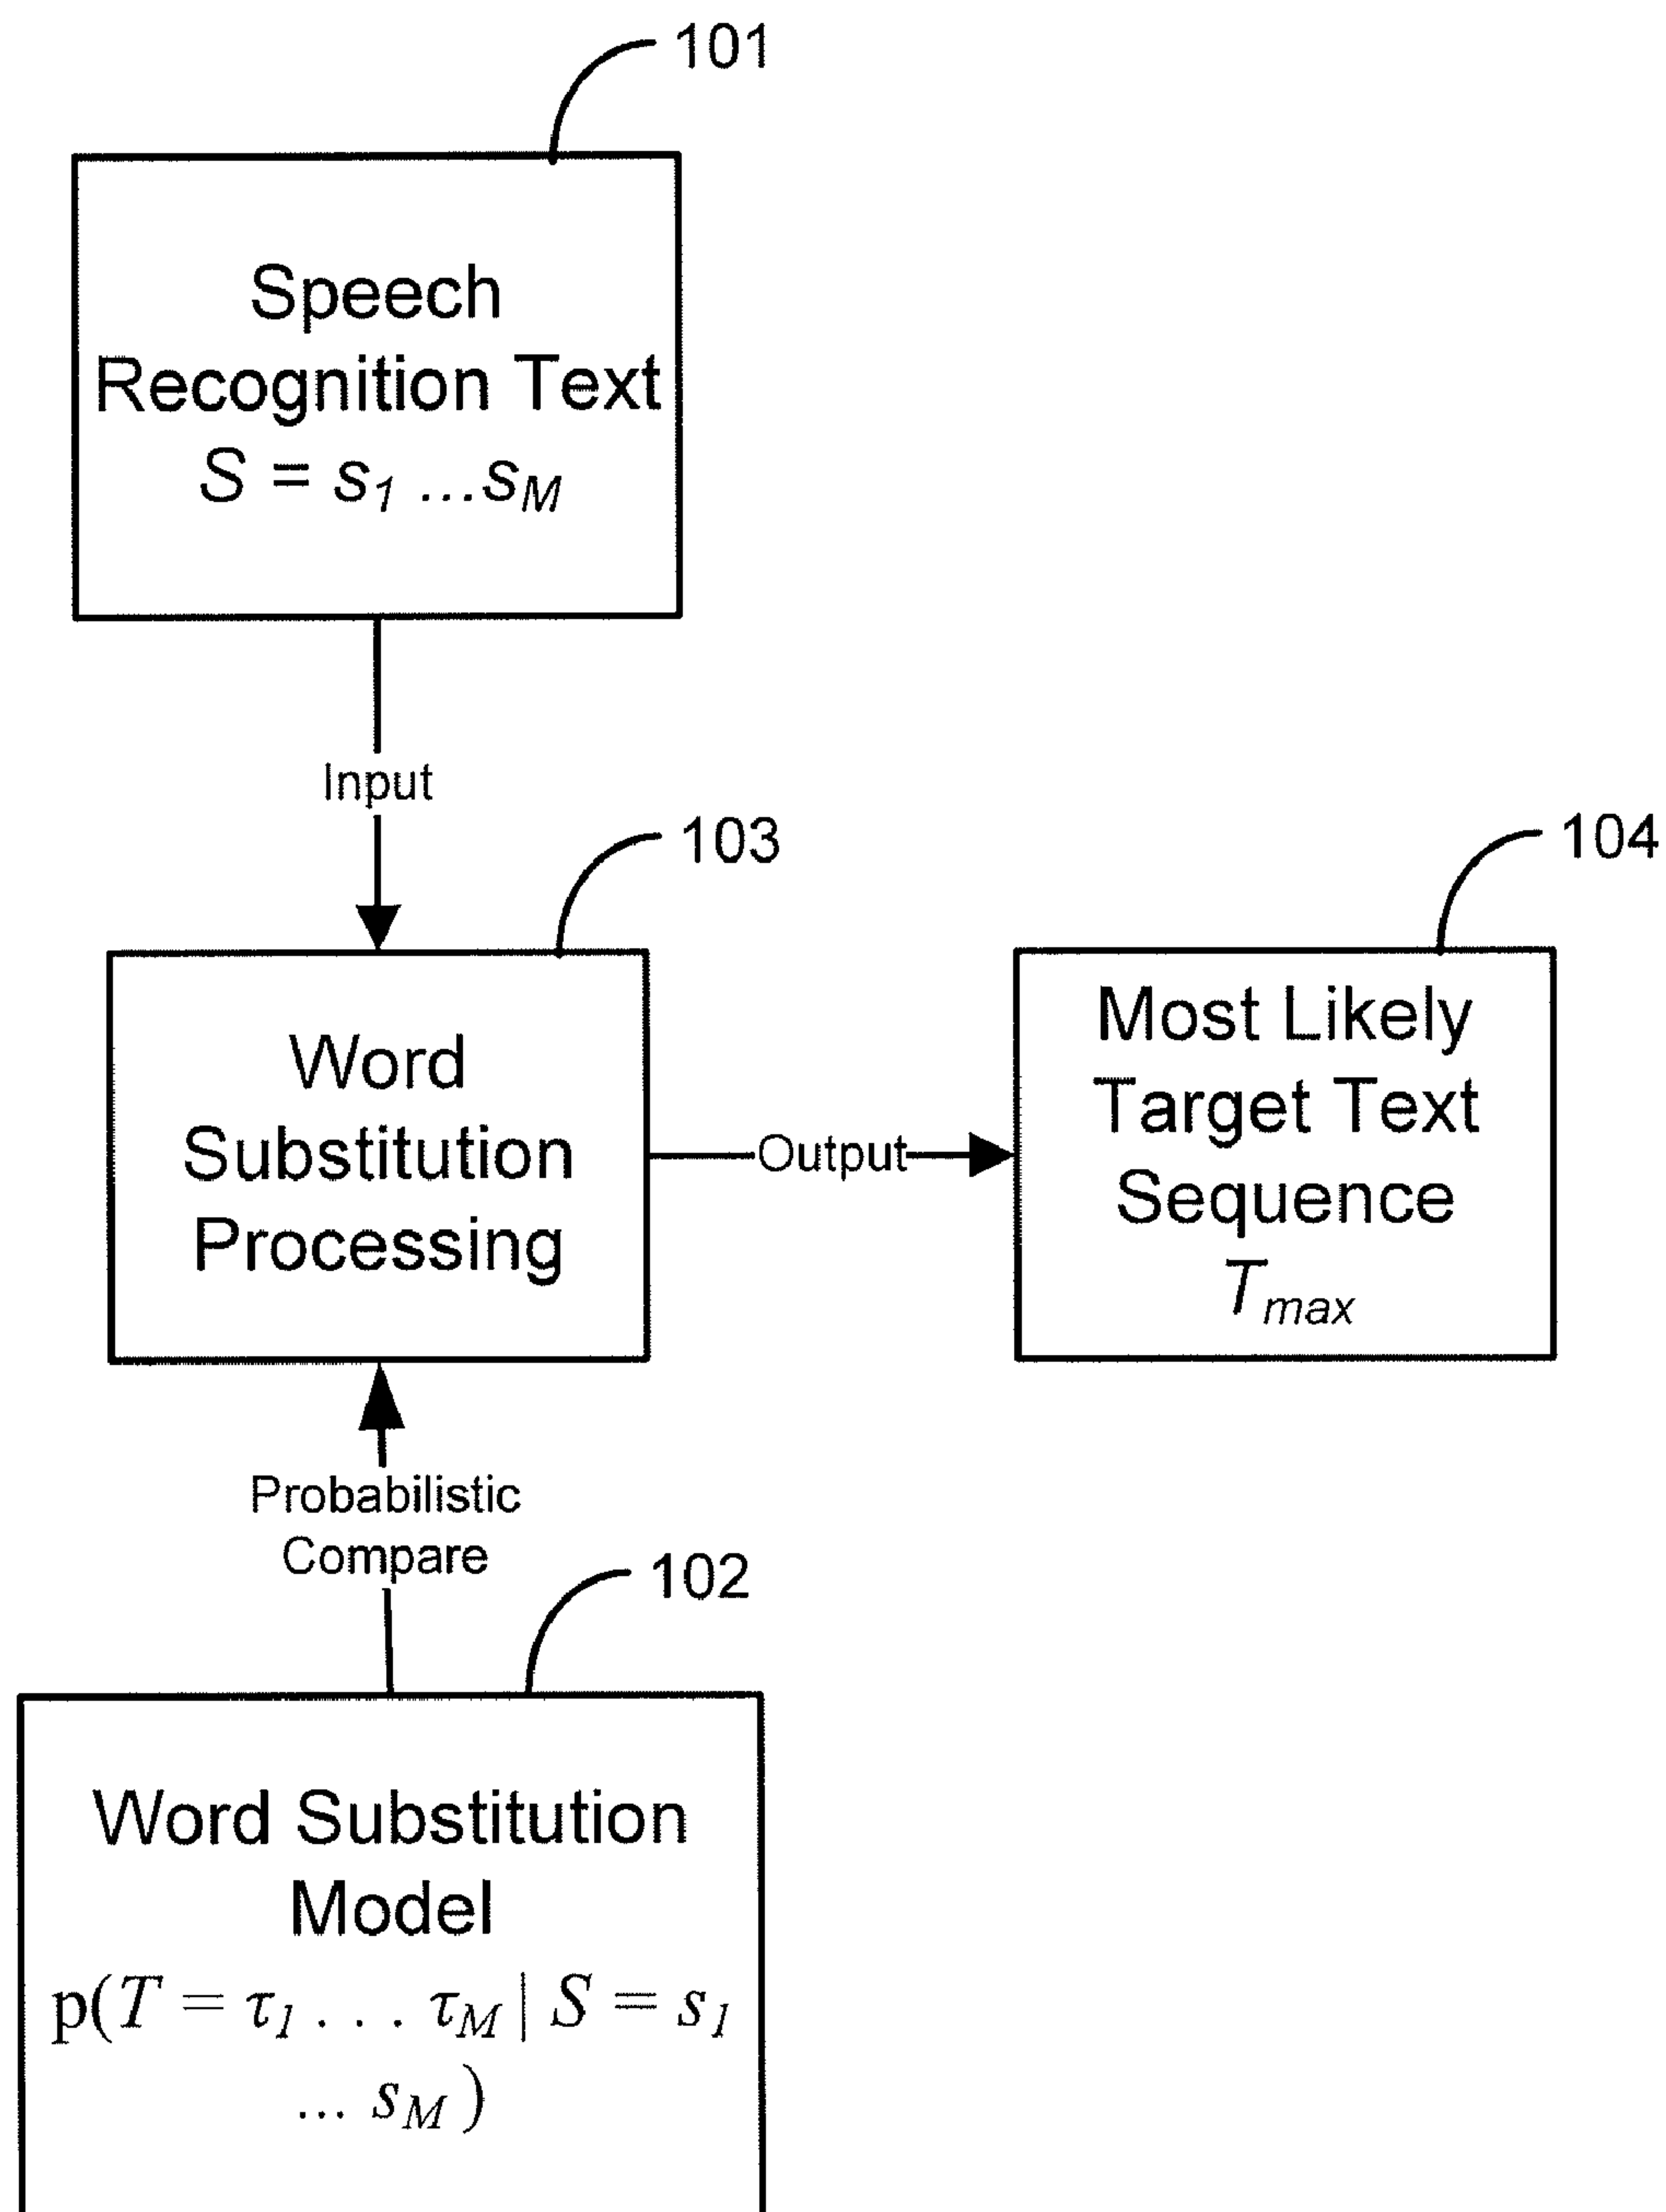 101
Speech
Recognition Text
S = s1 ...sM
Input
103
104
Word
Substitution
Processing
Output
Most Likely
Target Text
Sequence
Tmax
Probabilistic
Compare
102
Word Substitution
Model
p(T = τ1 . . . τM | S = s1
... sM )